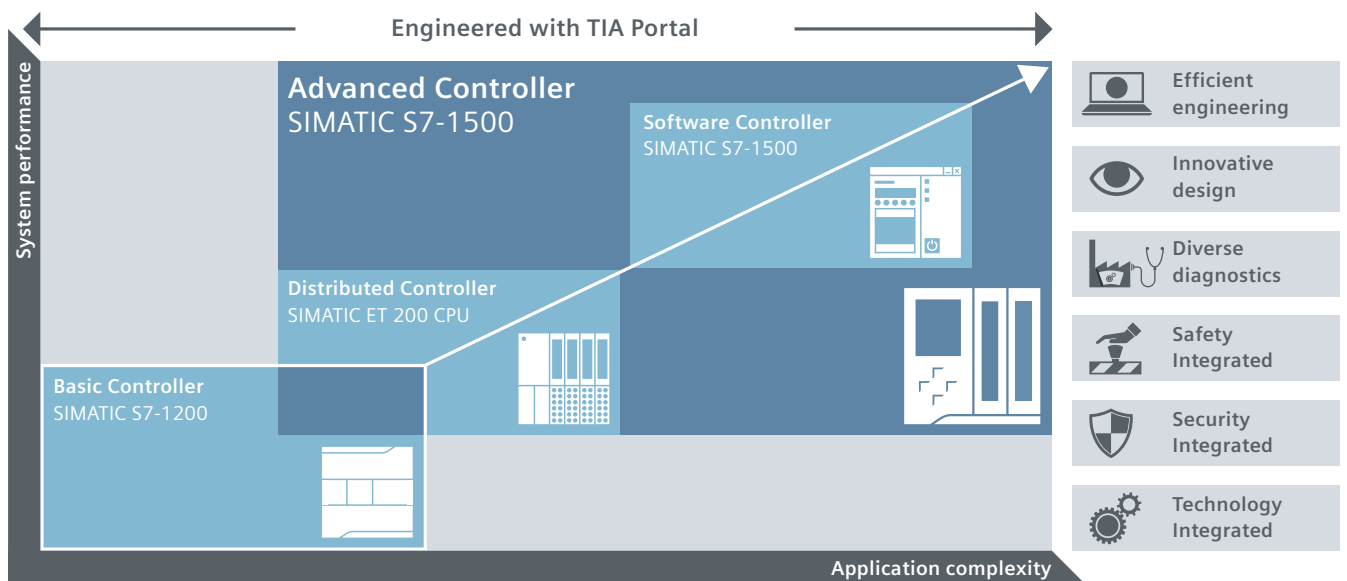 Engineered with TIA Portal
System performance
Advanced Controller
SIMATIC S7-1500
Software Controller
SIMATIC S7-1500
Distributed Controller
SIMATIC ET 200 CPU
Basic Controller
SIMATIC S7-1200
Application complexity
Efficient
engineering
Innovative
design
Diverse
diagnostics
Safety
Integrated
Security
Integrated
Technology
Integrated